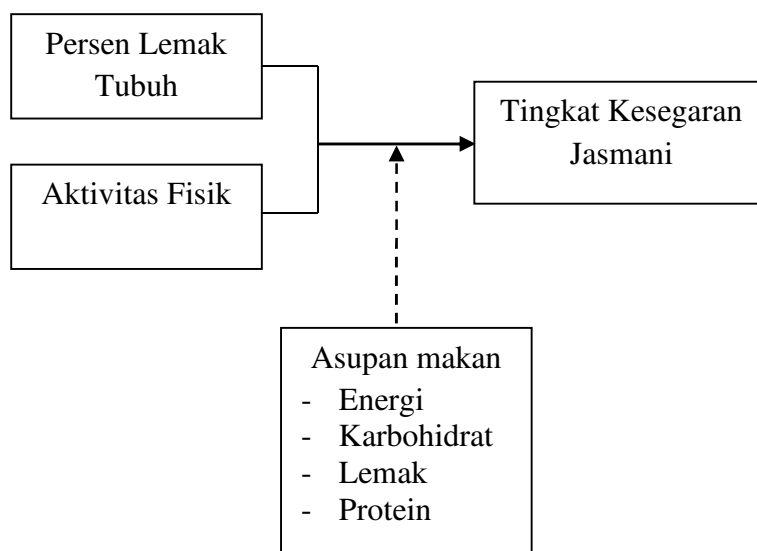 Persen Lemak
Tubuh
Tingkat Kesegaran
Jasmani
Aktivitas Fisik
Asupan makan
- Energi
- Karbohidrat
- Lemak
- Protein